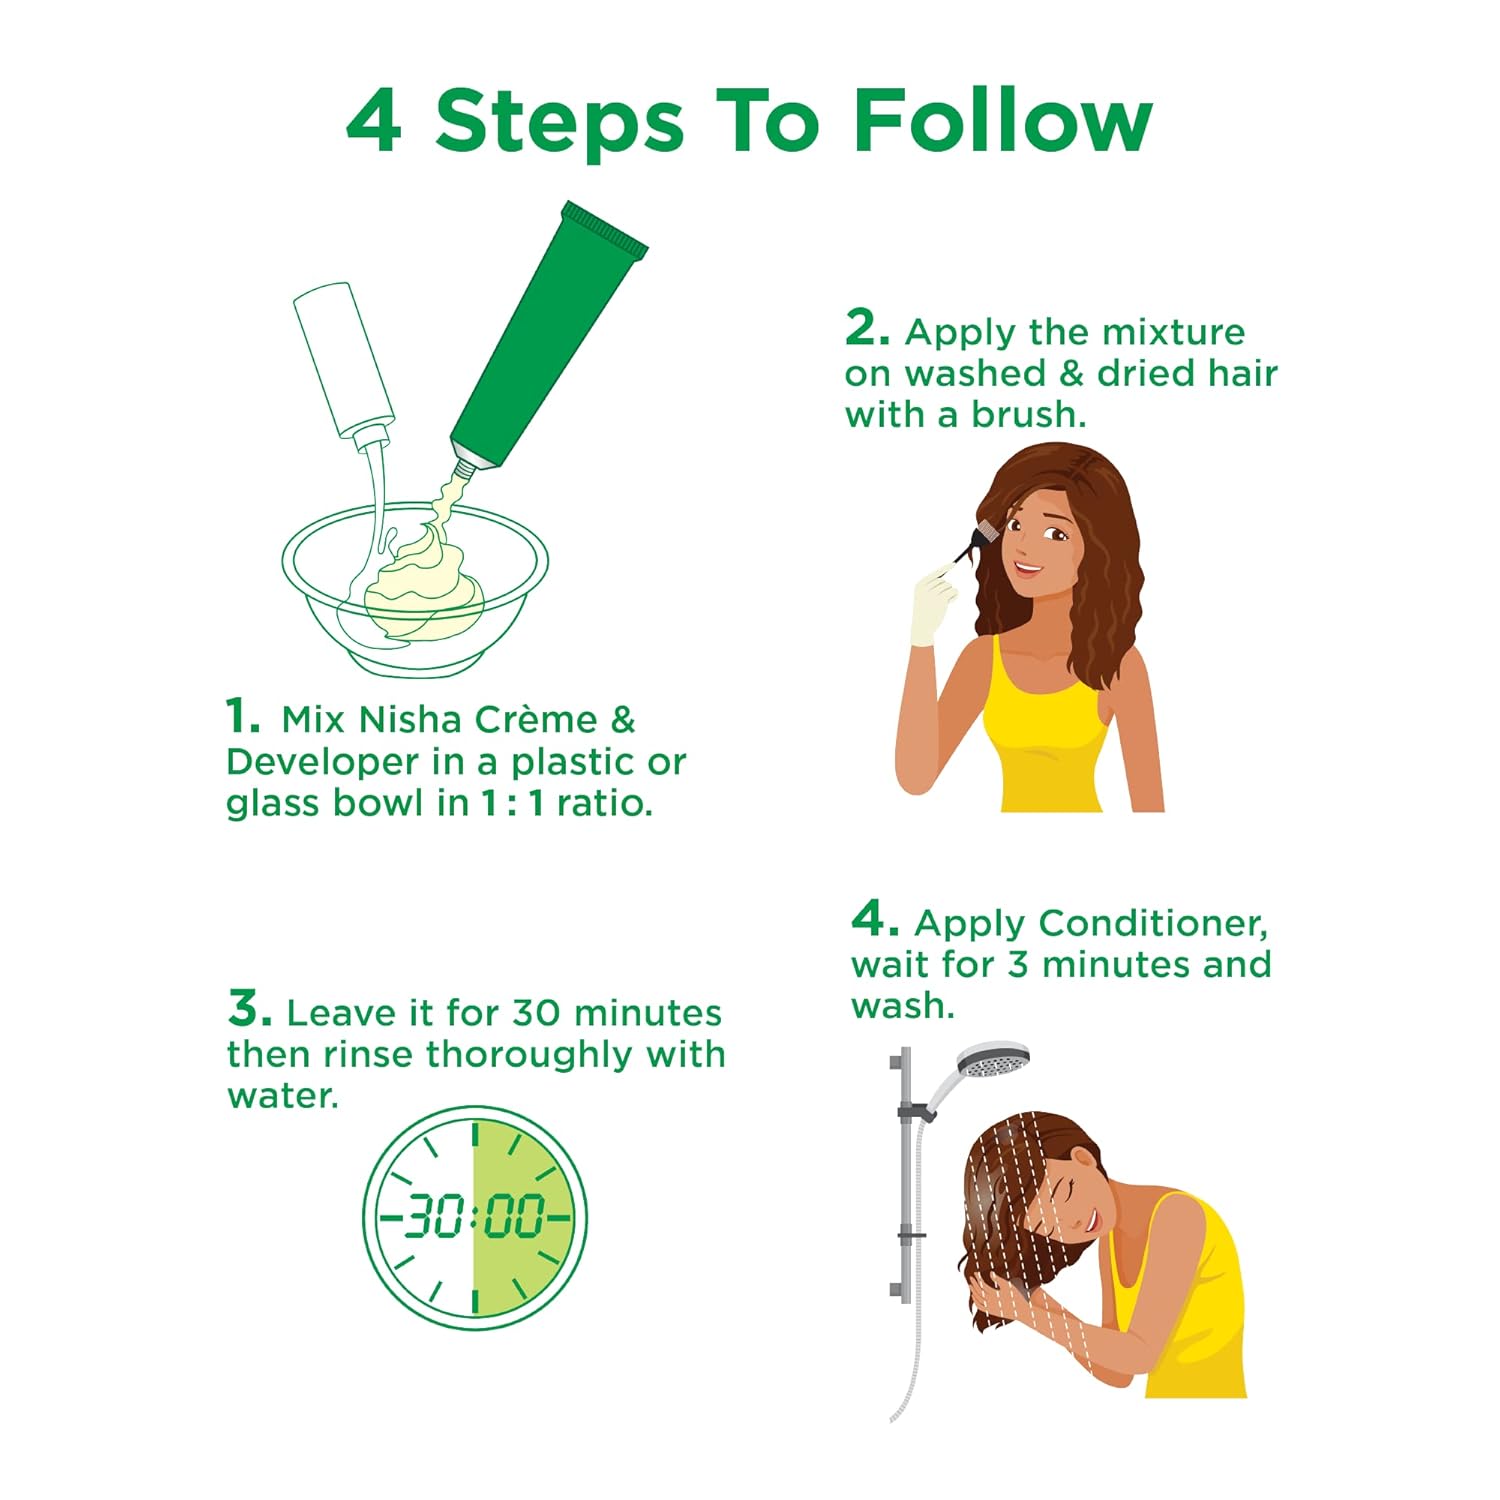 4 Steps To Follow
1. Mix Nisha Crème &
Developer in a plastic or
glass bowl in 1 : 1 ratio.
2. Apply the mixture
on washed & dried hair
with a brush.
3. Leave it for 30 minutes
then rinse thoroughly with
water.
30:00
4. Apply Conditioner,
wait for 3 minutes and
wash.